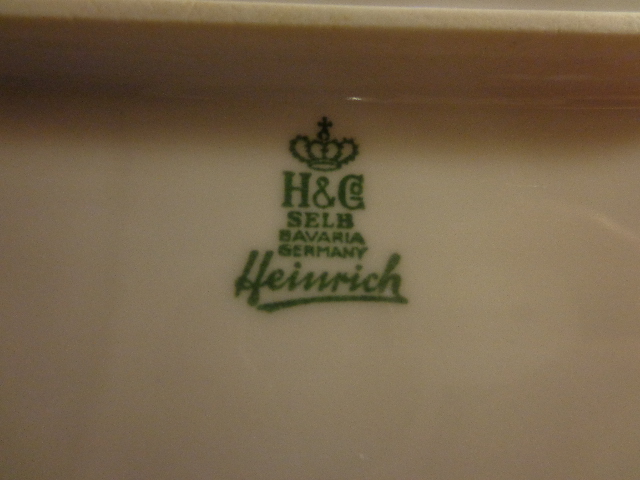 H&Co
SELB
BAVARIA
GERMANY
Heinrich